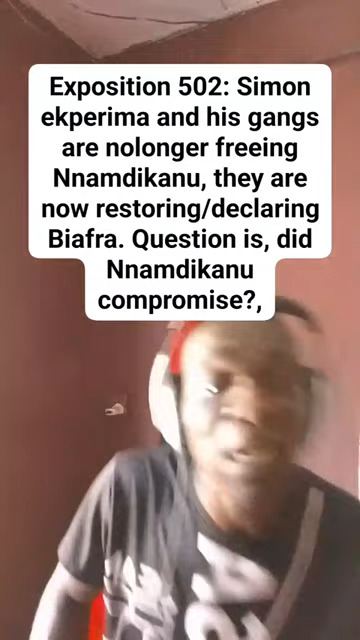 Exposition 502: Simon
ekperima and his gangs
are nolonger freeing
Nnamdikanu, they are
now restoring/declaring
Biafra. Question is, did
Nnamdikanu
compromise?,